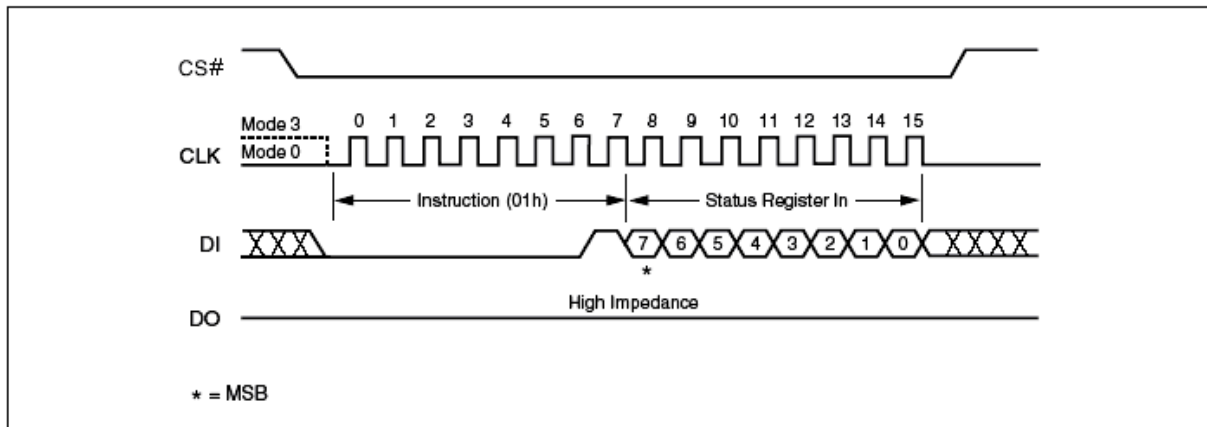 CS#
Mode 3
0 1 2 3 4 5 6 7 8 9 10 11 12 13 14 15
CLK
Mode 0
Instruction (01h)
Status Register In
DI
7 6 5 4 3 2 1 0
*
High Impedance
DO
* = MSB